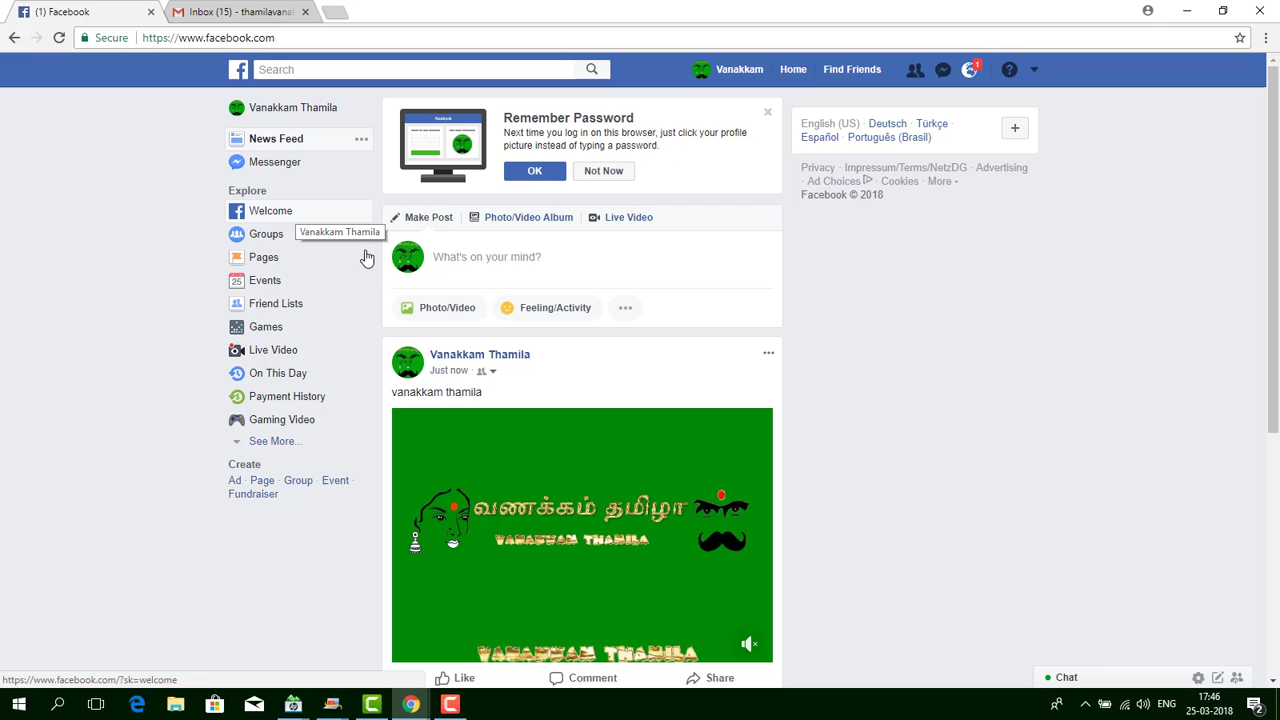 (1) Facebook
Inbox (15) - thamilavanal
Secure https://www.facebook.com
Search
Vanakkam Home Find Friends 1
Vanakkam Thamila
News Feed
Messenger
Explore
Welcome
Vanakkam Thamila
Groups
Pages
25 Events
Friend Lists
Games
Live Video
On This Day
Payment History
Gaming Video
See More...
Create
Ad · Page · Group · Event ·
Fundraiser
Remember Password
Next time you log in on this browser, just click your profile
picture instead of typing a password.
OK Not Now
Make Post Photo/Video Album Live Video
What's on your mind?
Photo/Video Feeling/Activity
Vanakkam Thamila
Just now ·
vanakkam thamila
வணக்கம் தமிழா
VANAKKAM THAMILA
VANAKKAM THAMILA
Like Comment Share
English (US) · Deutsch · Türkçe ·
Español · Português (Brasil)
Privacy · Impressum/Terms/NetzDG · Advertising
· Ad Choices · Cookies · More
Facebook © 2018
Chat
https://www.facebook.com/?sk=welcome
ENG
17:46
25-03-2018
2